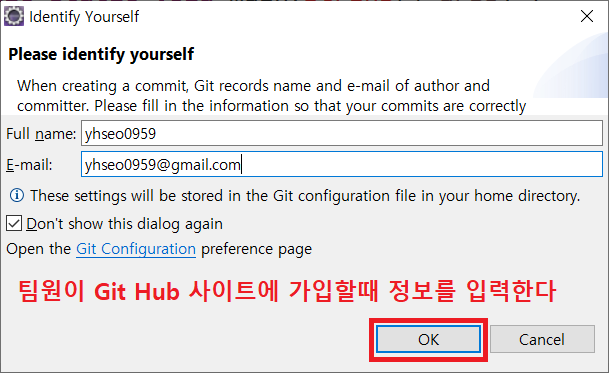 Identify Yourself
Please identify yourself
When creating a commit, Git records name and e-mail of author and
committer. Please fill in the information so that your commits are correctly
Full name: yhseo0959
E-mail: yhseo0959@gmail.com
These settings will be stored in the Git configuration file in your home directory.
Don't show this dialog again
Open the Git Configuration preference page
팀원이 Git Hub 사이트에 가입할때 정보를 입력한다
OK Cancel